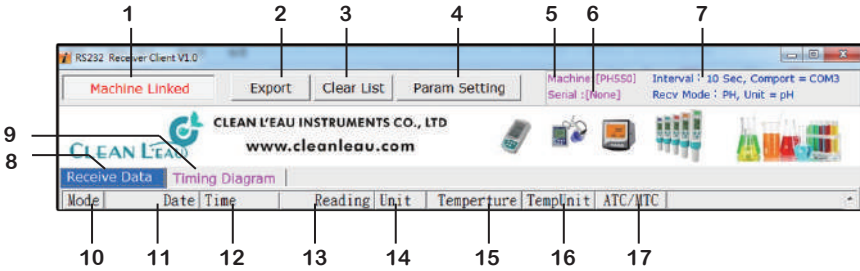 1 2 3 4 5 6 7
RS232 Receiver Client V1.0
Machine Linked Export Clear List Param Setting Machine:[PH550] Interval : 10 Sec, Comport = COM3
Serial :[None] Recv Mode : PH, Unit = pH
CLEAN L'EAU INSTRUMENTS CO., LTD
CLEAN L'EAU www.cleanleau.com
9
8
Receive Data Timing Diagram
Mode Date Time Reading Unit Temperture TempUnit ATC/MTC
10 11 12 13 14 15 16 17